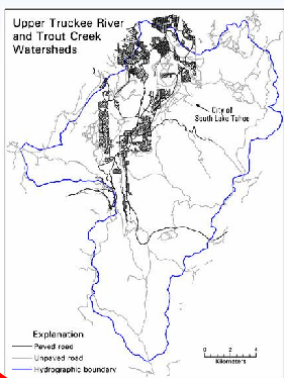 Upper Truckee River
and Trout Creek
Watersheds
City of
South Lake Tahoe
Explanation
Paved road
Unpaved road
Hydrographic boundary
0 2 4
Kilometers